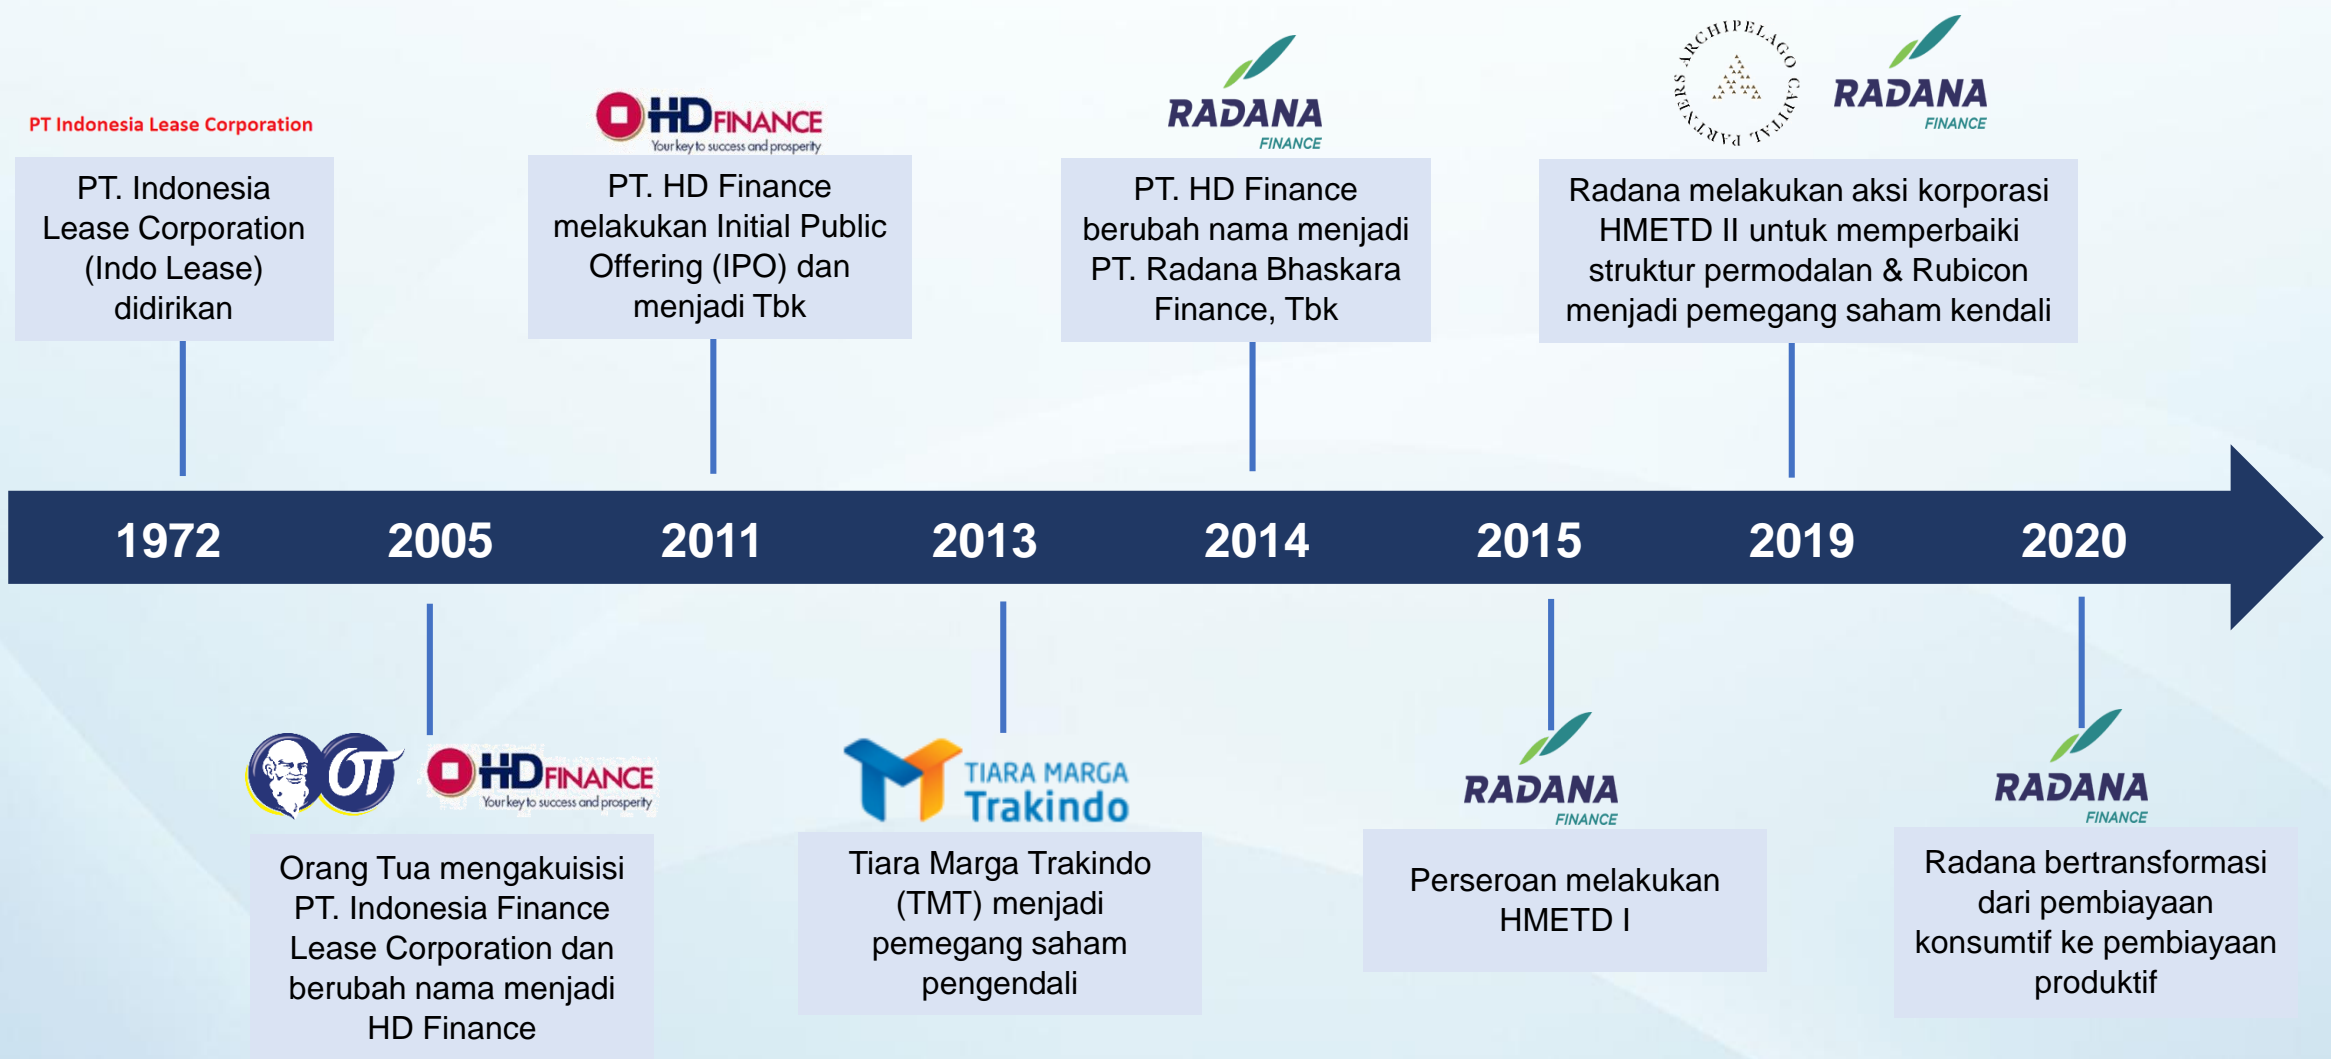 PT Indonesia Lease Corporation
PT. Indonesia
Lease Corporation
(Indo Lease)
didirikan
HD FINANCE
Your key to success and prosperity
PT. HD Finance
melakukan Initial Public
Offering (IPO) dan
menjadi Tbk
RADANA
FINANCE
PT. HD Finance
berubah nama menjadi
PT. Radana Bhaskara
Finance, Tbk
ARCHIPELAGO CAPITAL PARTNERS
RADANA
FINANCE
Radana melakukan aksi korporasi
HMETD II untuk memperbaiki
struktur permodalan & Rubicon
menjadi pemegang saham kendali
1972 2005 2011 2013 2014 2015 2019 2020
OT
HD FINANCE
Your key to success and prosperity
Orang Tua mengakuisisi
PT. Indonesia Finance
Lease Corporation dan
berubah nama menjadi
HD Finance
TIARA MARGA
Trakindo
Tiara Marga Trakindo
(TMT) menjadi
pemegang saham
pengendali
RADANA
FINANCE
Perseroan melakukan
HMETD I
RADANA
FINANCE
Radana bertransformasi
dari pembiayaan
konsumtif ke pembiayaan
produktif